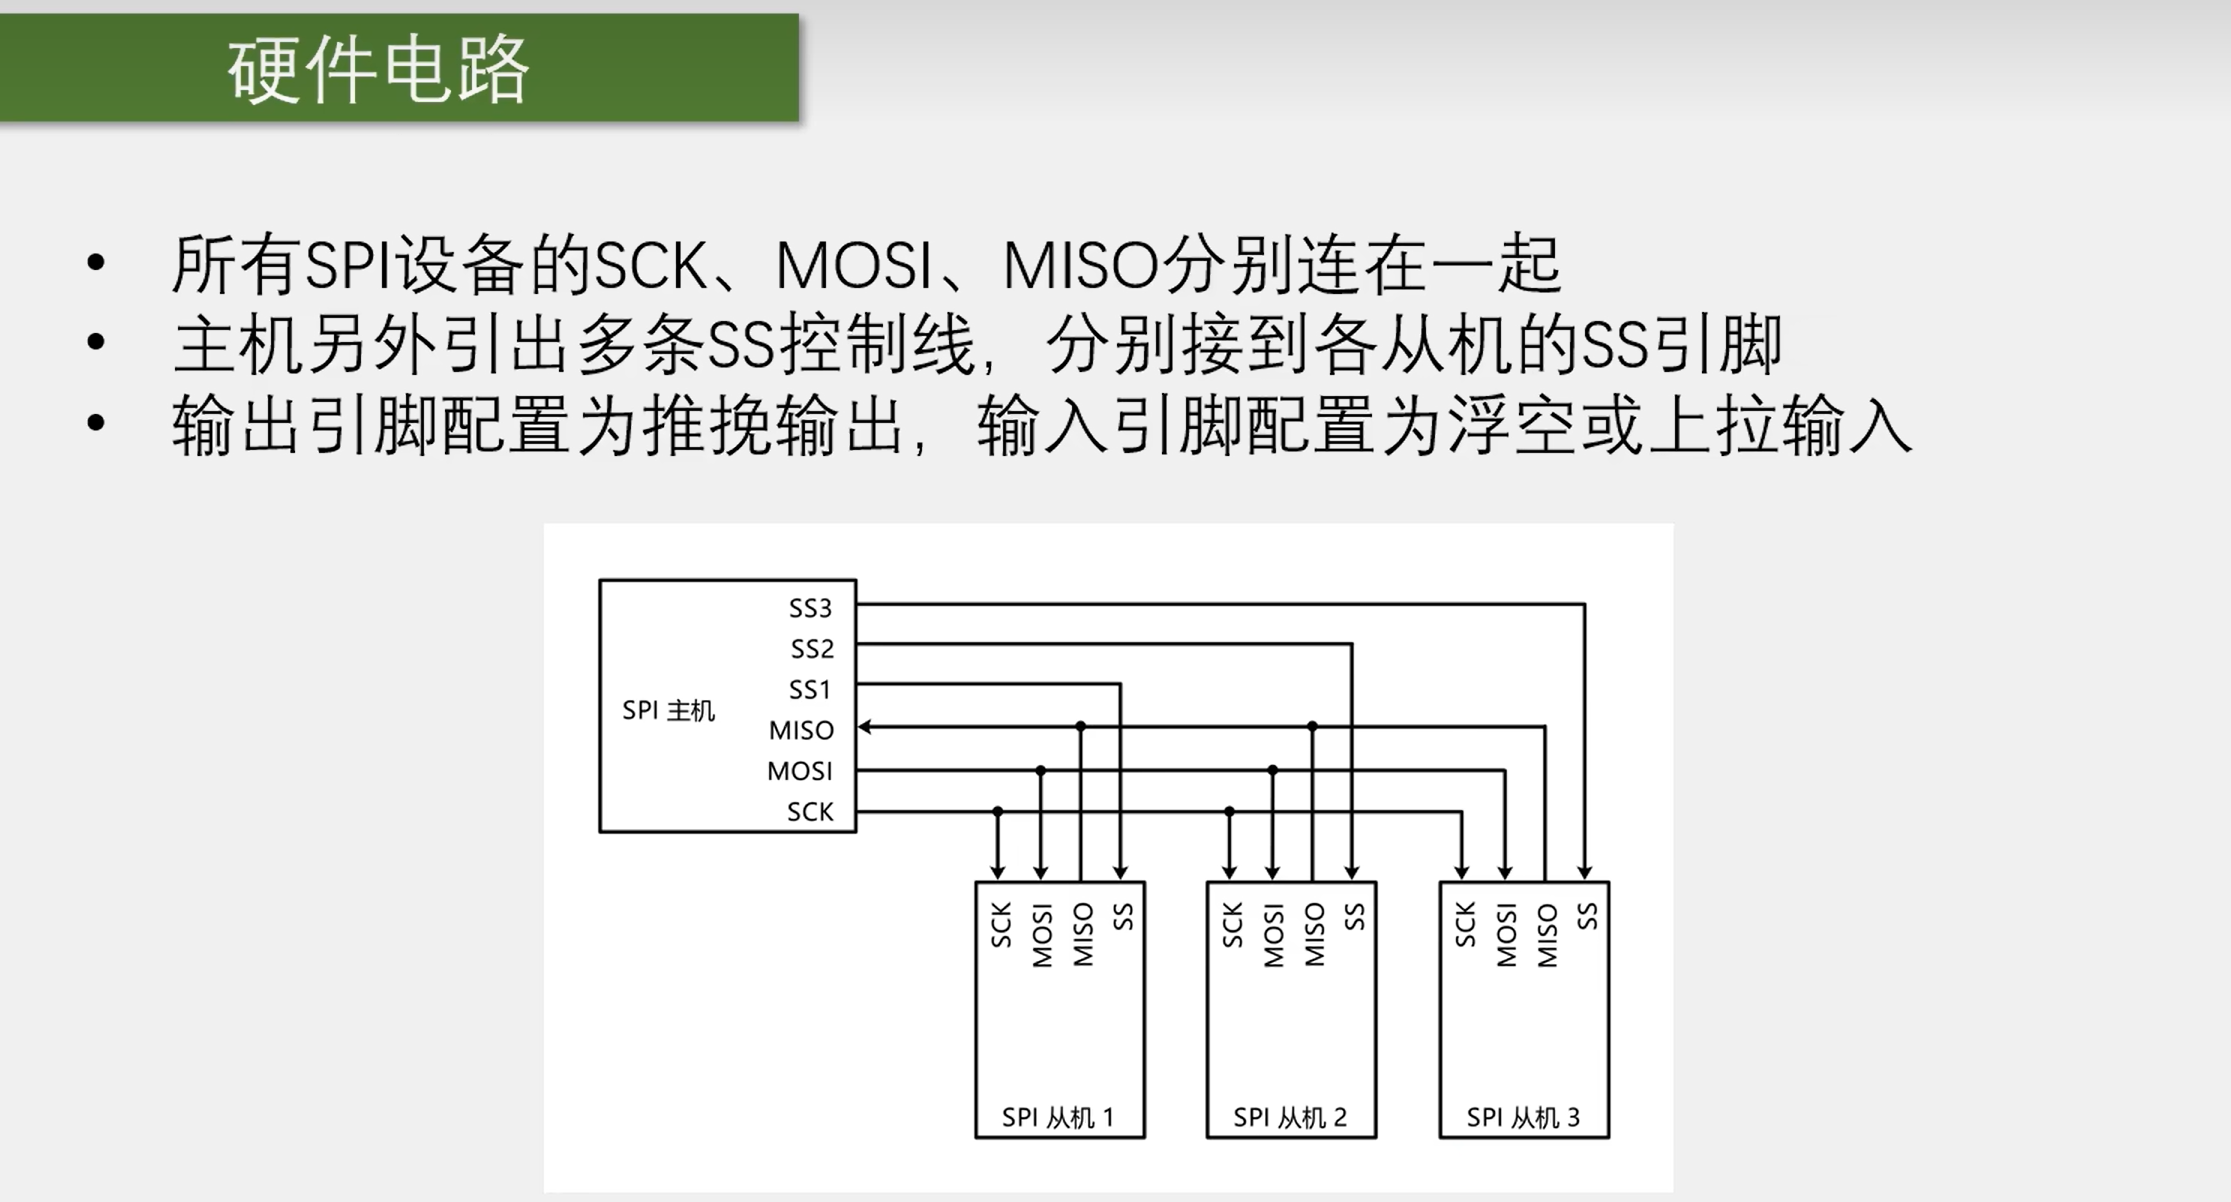 硬件电路
• 所有SPI设备的SCK、MOSI、MISO分别连在一起
• 主机另外引出多条SS控制线，分别接到各从机的SS引脚
• 输出引脚配置为推挽输出，输入引脚配置为浮空或上拉输入
SS3
SS2
SS1
SPI 主机
MISO
MOSI
SCK
SCK MOSI MISO SS
SCK MOSI MISO SS
SCK MOSI MISO SS
SPI 从机 1
SPI 从机 2
SPI 从机 3